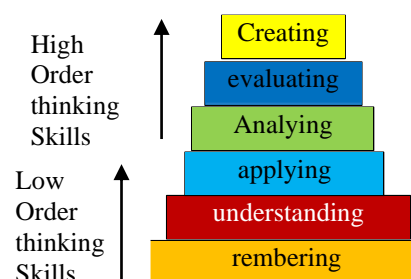 High
Order
thinking
Skills
Low
Order
thinking
Skills
Creating
evaluating
Analying
applying
understanding
rembering